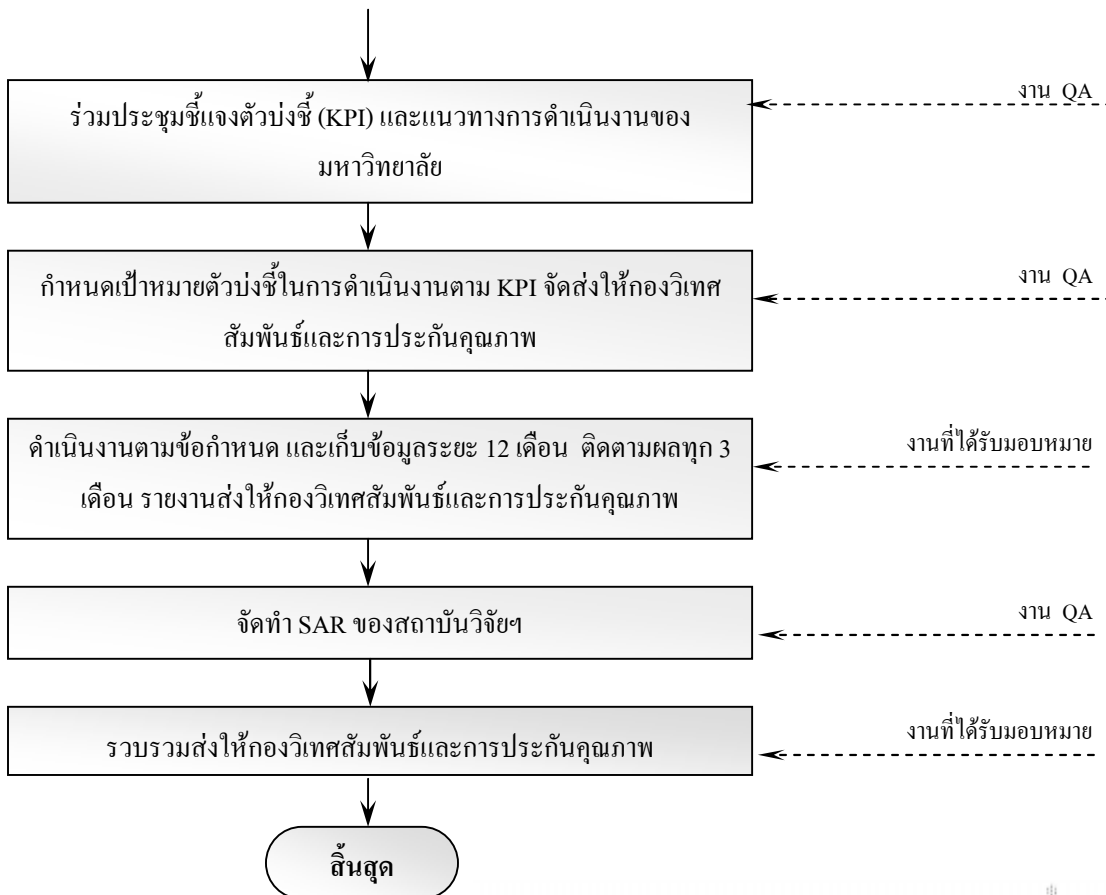 งาน QA
ร่วมประชุมชี้แจงตัวบ่งชี้ (KPI) และแนวทางการดำเนินงานของ
มหาวิทยาลัย
งาน QA
กำหนดเป้าหมายตัวบ่งชี้ในการดำเนินงานตาม KPI จัดส่งให้กองวิเทศ
สัมพันธ์และการประกันคุณภาพ
งานที่ได้รับมอบหมาย
ดำเนินงานตามข้อกำหนด และเก็บข้อมูลระยะ 12 เดือน ติดตามผลทุก 3
เดือน รายงานส่งให้กองวิเทศสัมพันธ์และการประกันคุณภาพ
งาน QA
จัดทำ SAR ของสถาบันวิจัยฯ
งานที่ได้รับมอบหมาย
รวบรวมส่งให้กองวิเทศสัมพันธ์และการประกันคุณภาพ
สิ้นสุด